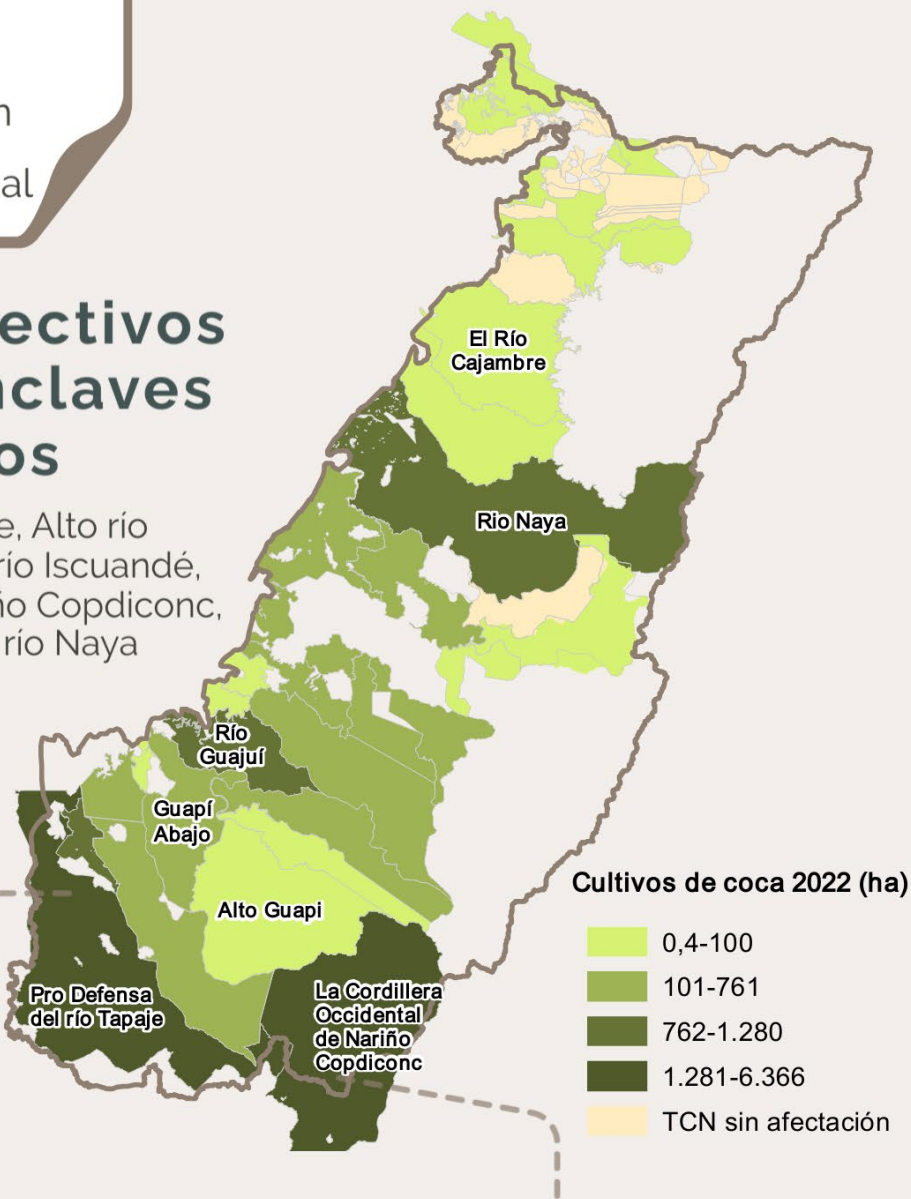 n
al
ectivos
nclaves
os
e, Alto río
río Iscuandé,
ño Copdiconc,
río Naya
El Río
Cajambre
Rio Naya
Río
Guajuí
Guapí
Abajo
Alto Guapi
Pro Defensa
del río Tapaje
La Cordillera
Occidental
de Nariño
Copdiconc
Cultivos de coca 2022 (ha)
0,4-100
101-761
762-1.280
1.281-6.366
TCN sin afectación